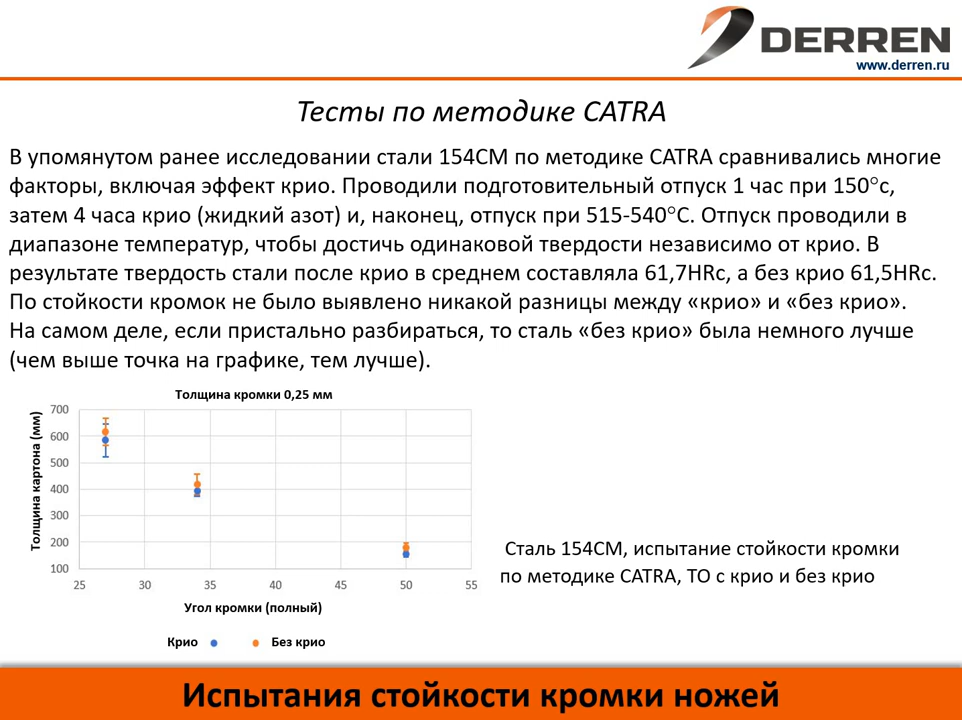 DERREN
www.derren.ru
Тесты по методике CATRA
В упомянутом ранее исследовании стали 154CM по методике CATRA сравнивались многие
факторы, включая эффект крио. Проводили подготовительный отпуск 1 час при 150°с,
затем 4 часа крио (жидкий азот) и, наконец, отпуск при 515-540°С. Отпуск проводили в
диапазоне температур, чтобы достичь одинаковой твердости независимо от крио. В
результате твердость стали после крио в среднем составляла 61,7HRc, а без крио 61,5HRc.
По стойкости кромок не было выявлено никакой разницы между «крио» и «без крио».
На самом деле, если пристально разбираться, то сталь «без крио» была немного лучше
(чем выше точка на графике, тем лучше).
Толщина кромки 0,25 мм
Толщина картона (мм)
700
600
500
400
300
200
100
25 30 35 40 45 50 55
Угол кромки (полный)
Крио Без крио
Сталь 154CM, испытание стойкости кромки
по методике CATRA, ТО с крио и без крио
Испытания стойкости кромки ножей